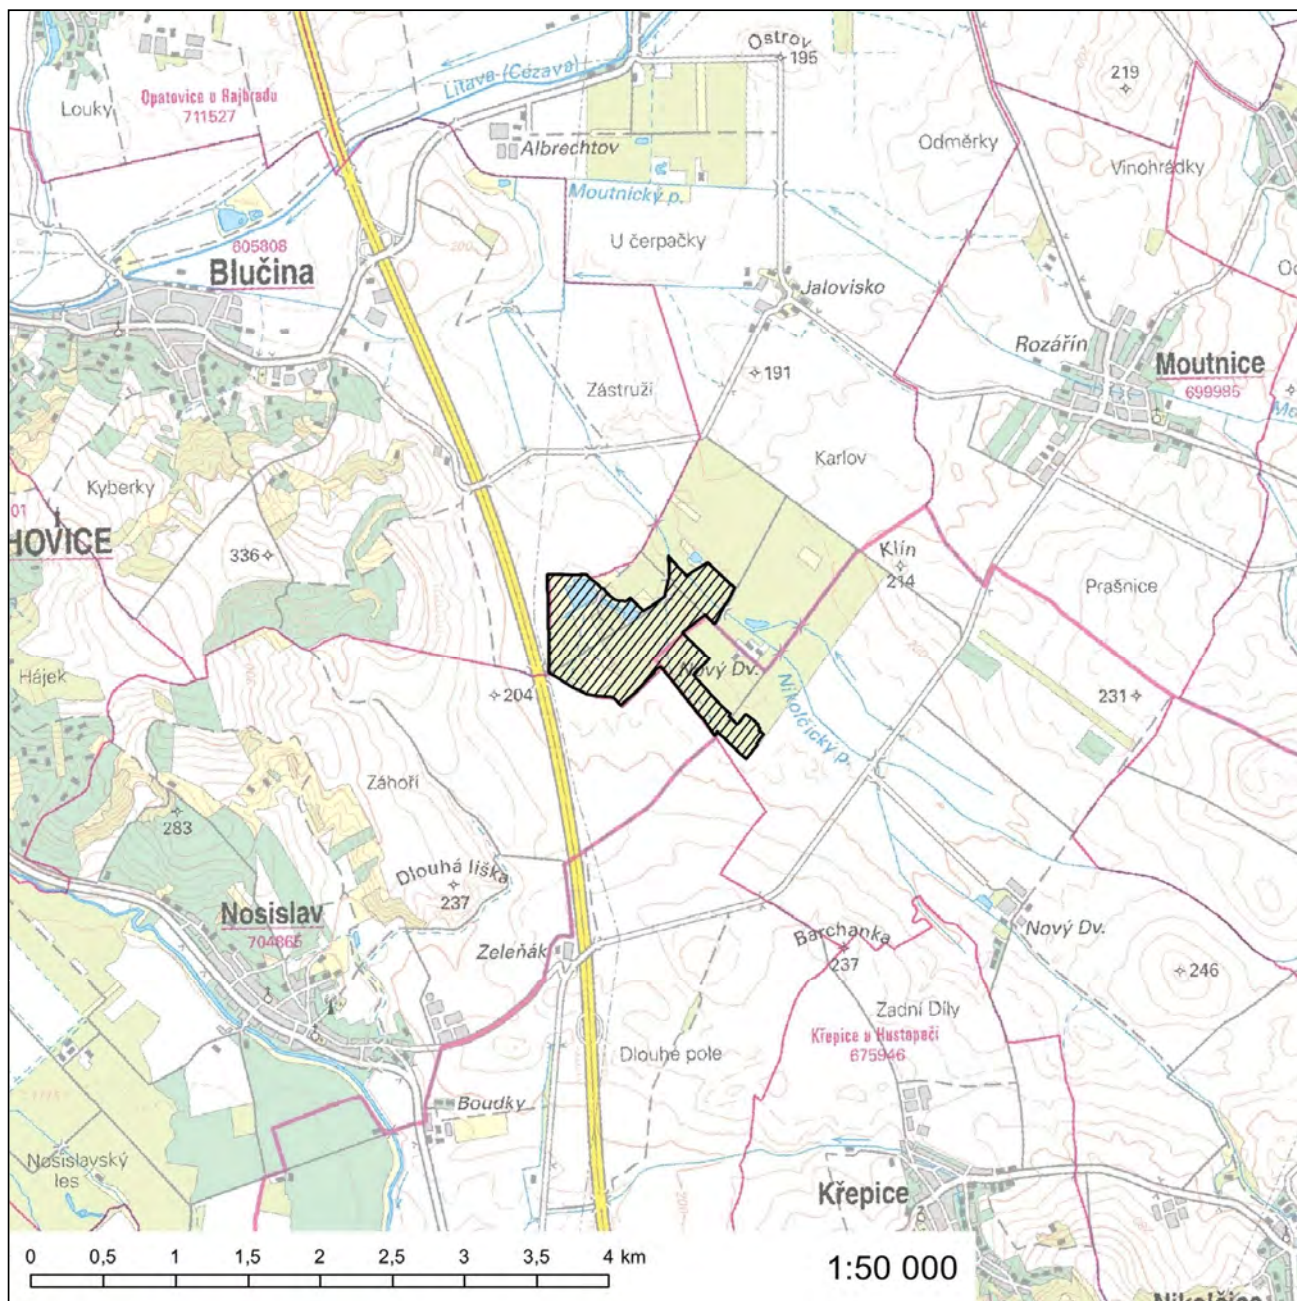 Ostrov
195
219
Louky
Opatovice u Rajhradu
711527
Litava (Cézava)
Albrechtov
Odměrky
Vinohrádky
Moutnický p.
U čerpačky
605808
Blučina
Jalovisko
Rozářín
Moutnice
699985
191
Zástruží
Karlov
Kyberky
01
HOVICE
336
Klín
214
Prašnice
Hájek
204
Nový Dv.
Nikolčický p.
231
Záhoří
283
Dlouhá liška
237
Nosislav
704865
Zeleňák
Barchanka
237
Nový Dv.
246
Zadní Díly
Křepice u Hustopečí
675946
Dlouhé pole
Boudky
Nosislavský
les
Křepice
0 0,5 1 1,5 2 2,5 3 3,5 4 km
1:50 000